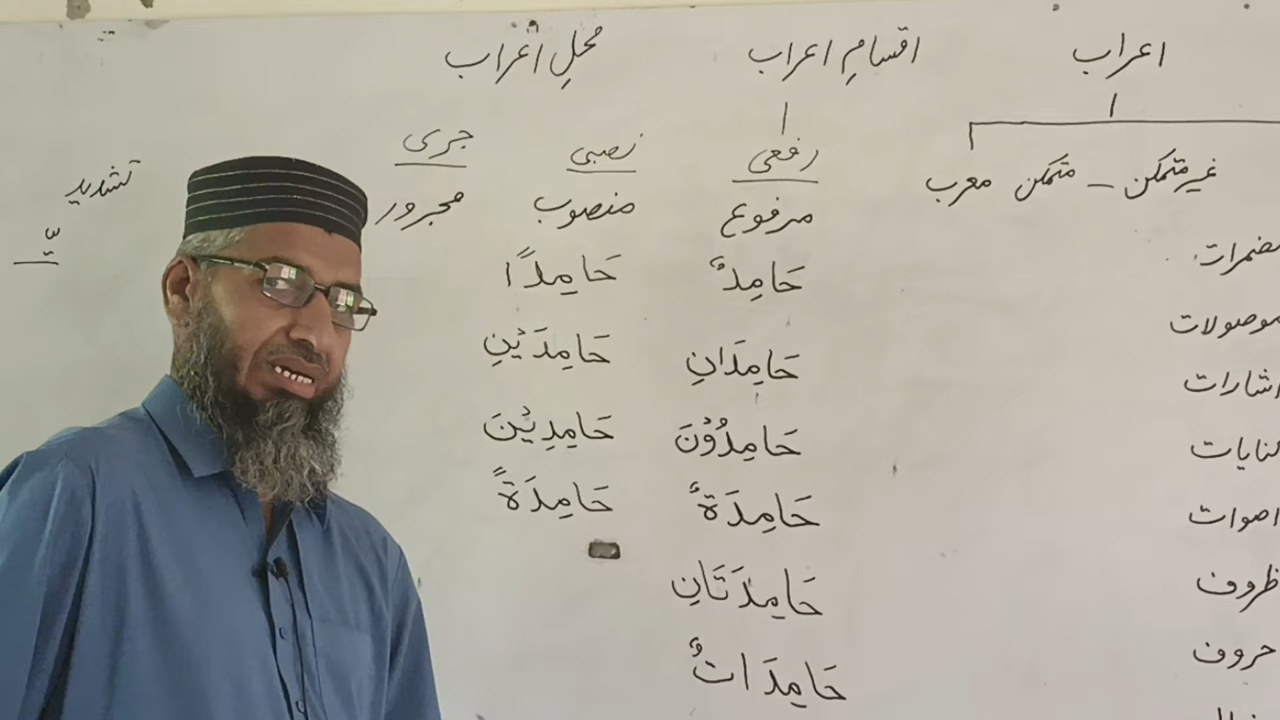 اعراب
اقسامِ اعراب
محلِ اعراب
غیر متمکن – متمکن معرب
رفعی نصبی جری
مرفوع منصوب مجرور
تشدید
حَامِدٌ حَامِدًا
حَامِدَانِ حَامِدَيْنِ
حَامِدُوْنَ حَامِدِيْنَ
حَامِدَةٌ حَامِدَةً
حَامِدَتَانِ
حَامِدَاتٌ
مضمرات
موصولات
اشارات
کنایات
اصوات
ظروف
حروف